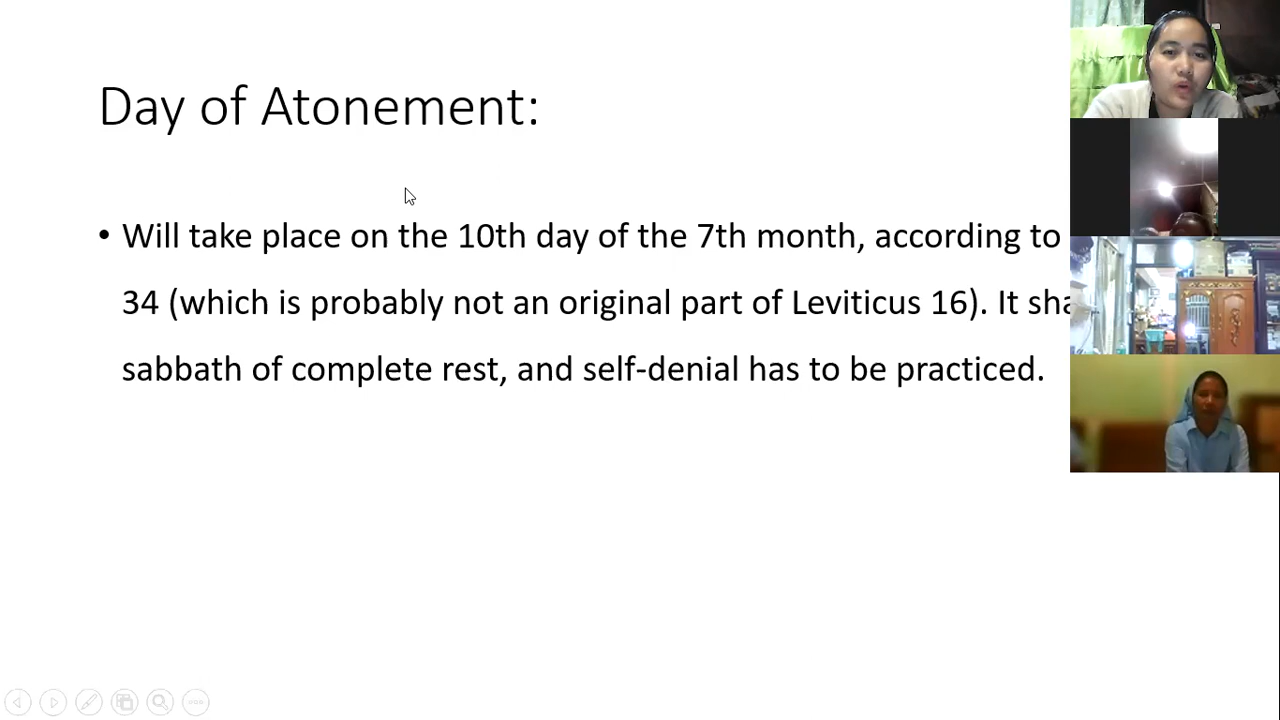 Day of Atonement:
• Will take place on the 10th day of the 7th month, according to
34 (which is probably not an original part of Leviticus 16). It
sabbath of complete rest, and self-denial has to be practiced.